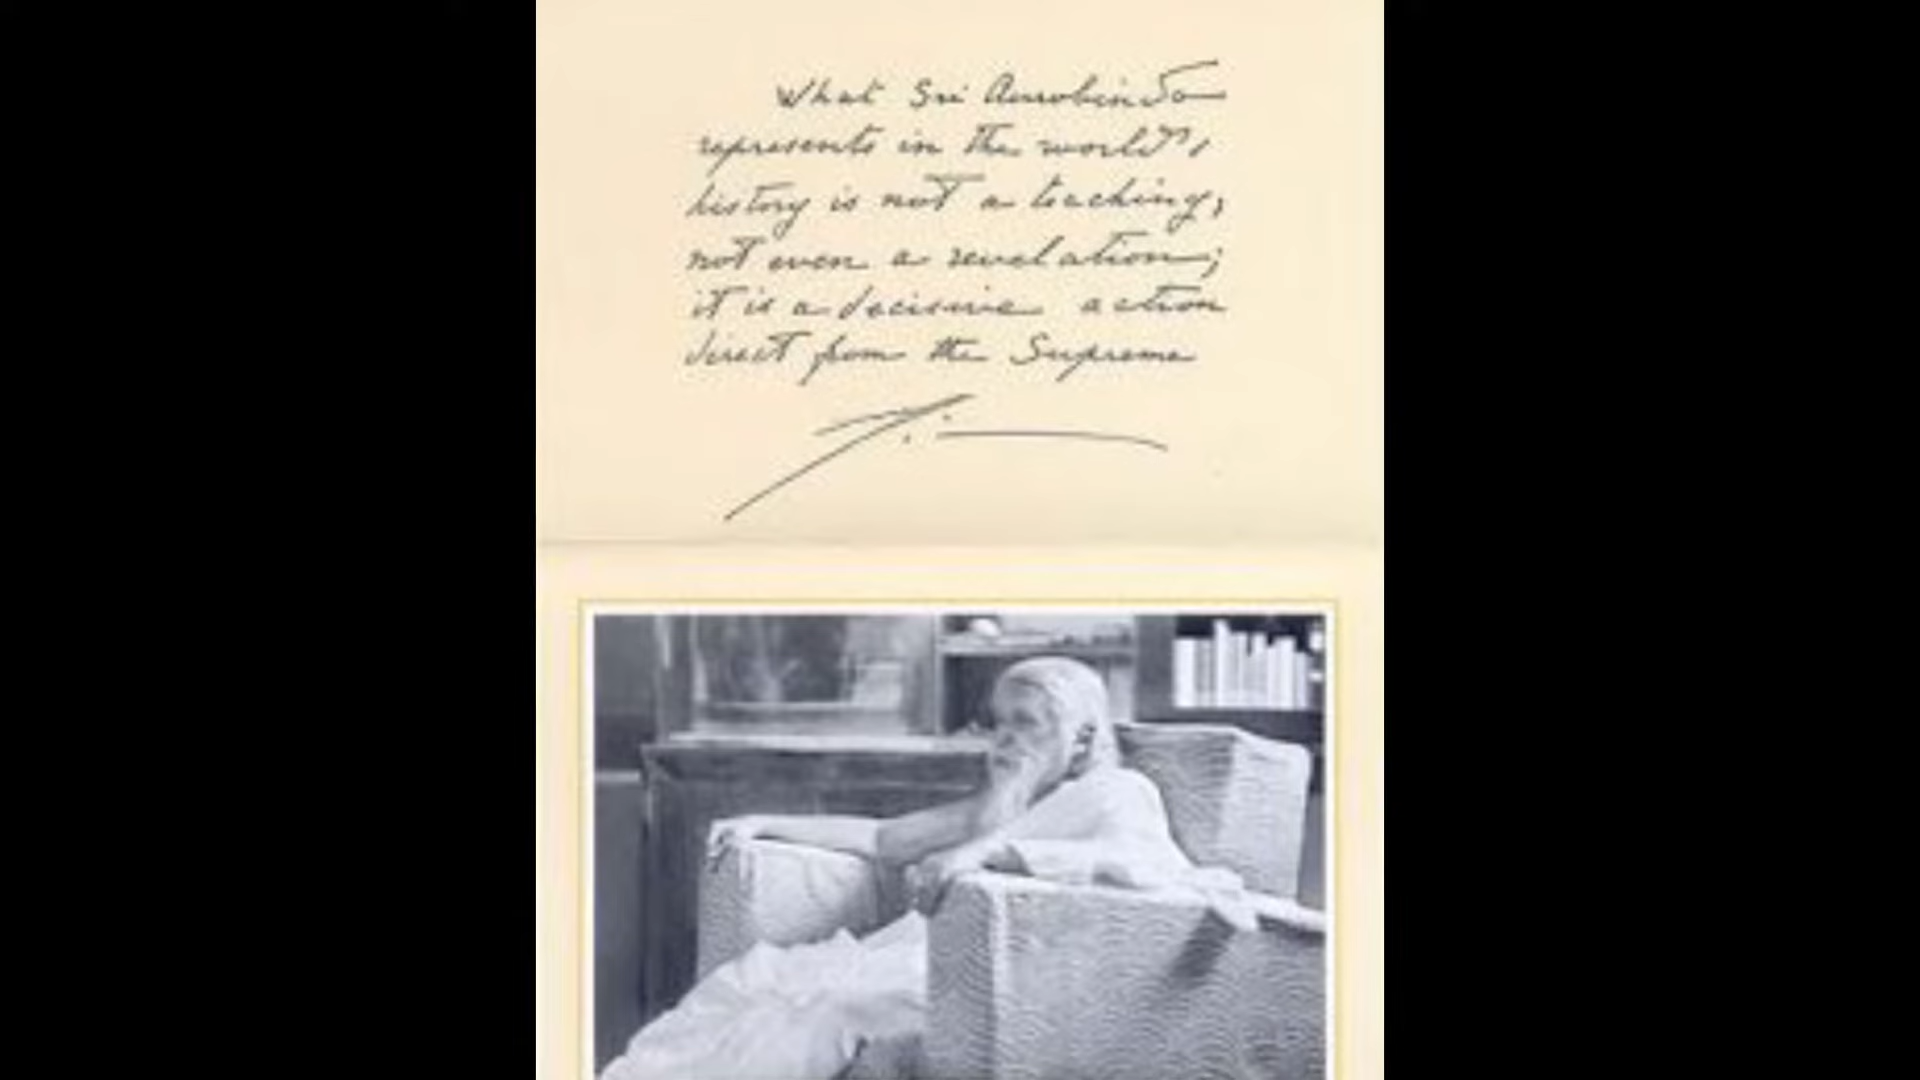 What Sri Aurobindo
represents in the world's
history is not a teaching,
not even a revelation;
it is a decisive action
direct from the Supreme